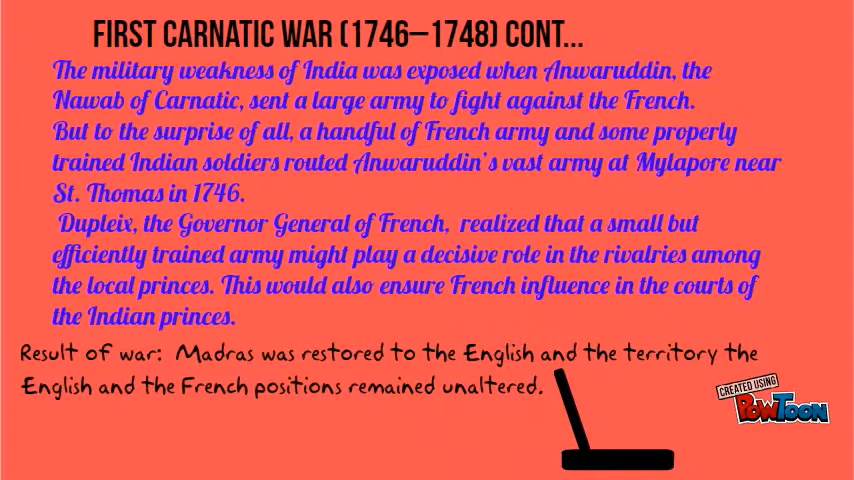 FIRST CARNATIC WAR (1746–1748) CONT...
The military weakness of India was exposed when Anwaruddin, the
Nawab of Carnatic, sent a large army to fight against the French.
But to the surprise of all, a handful of French army and some properly
trained Indian soldiers routed Anwaruddin's vast army at Mylapore near
St. Thomas in 1746.
Dupleix, the Governor General of French, realized that a small but
efficiently trained army might play a decisive role in the rivalries among
the local princes. This would also ensure French influence in the courts of
the Indian princes.
Result of war: Madras was restored to the English and the territory the
English and the French positions remained unaltered.
CREATED USING
POWTOON